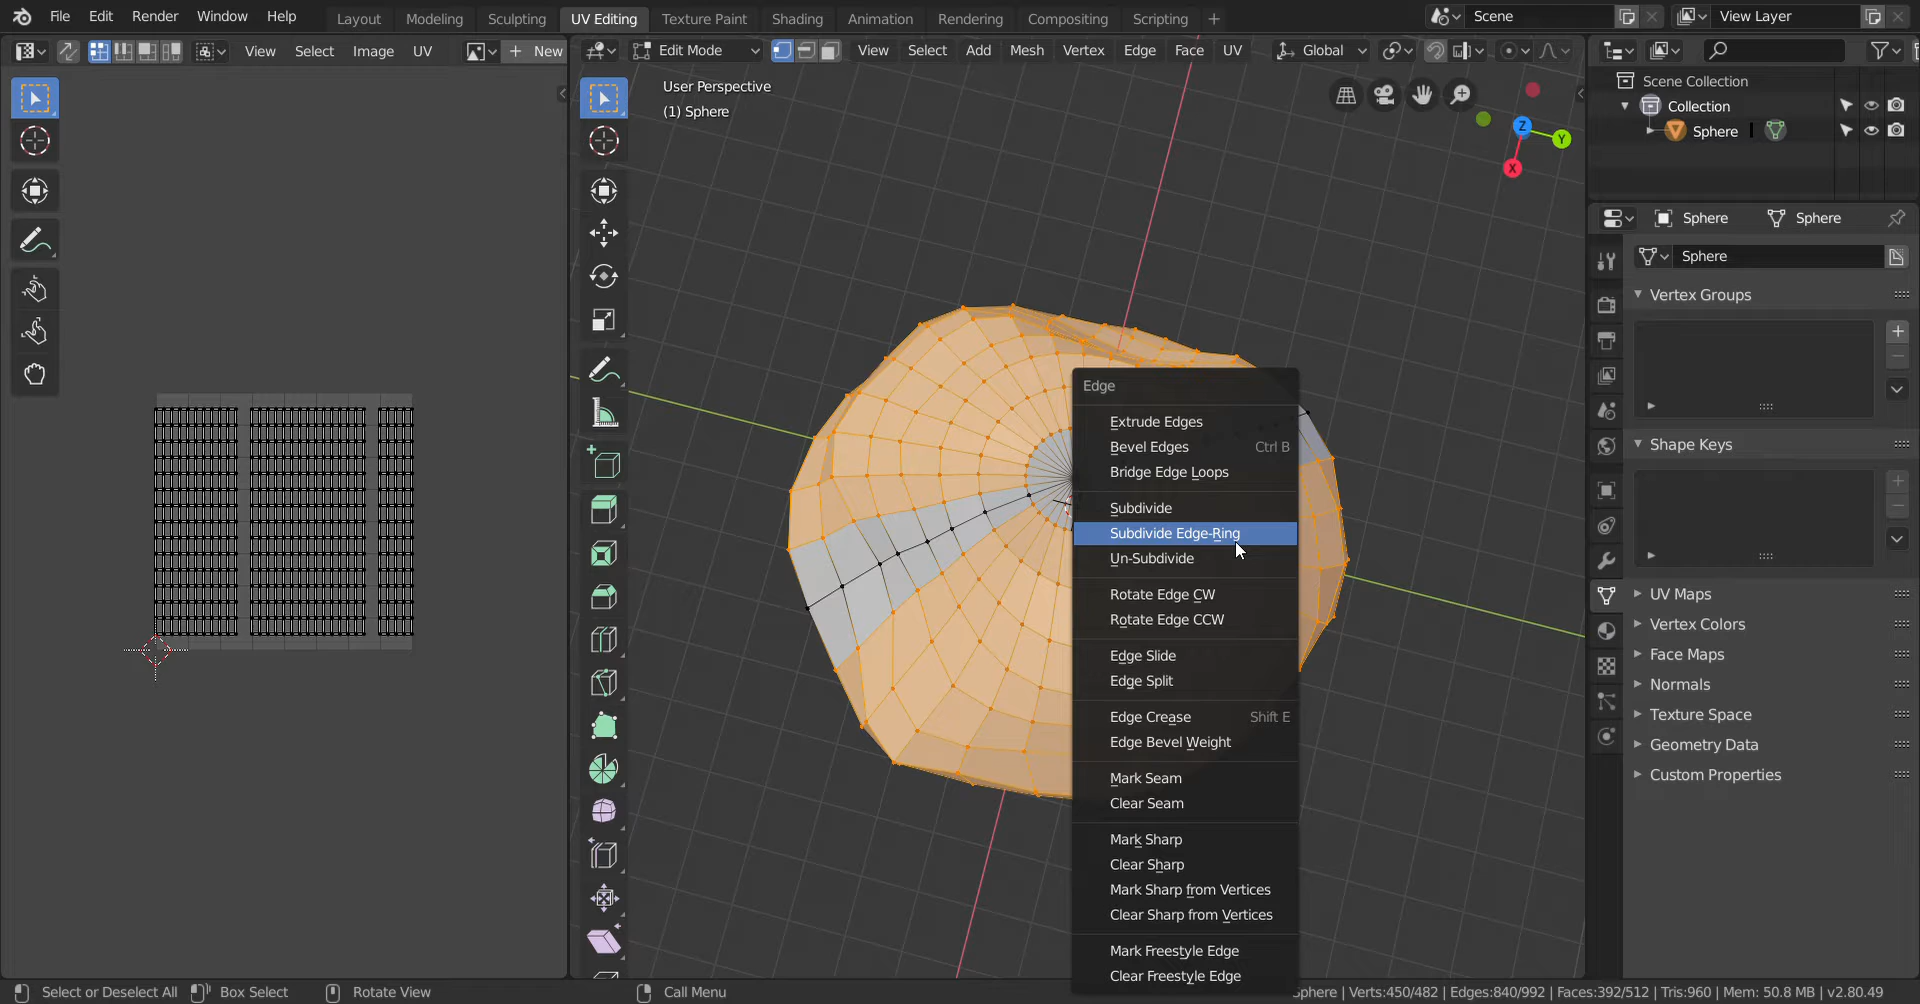 File Edit Render Window Help Layout Modeling Sculpting UV Editing Texture Paint Shading Animation Rendering Compositing Scripting + Scene View Layer
View Select Image UV + New Edit Mode View Select Add Mesh Vertex Edge Face UV Global
User Perspective
(1) Sphere
Scene Collection
Collection
Sphere
Z
Y
X
Sphere Sphere
Sphere
Vertex Groups
Shape Keys
UV Maps
Vertex Colors
Face Maps
Normals
Texture Space
Geometry Data
Custom Properties
Edge
Extrude Edges
Bevel Edges Ctrl B
Bridge Edge Loops
Subdivide
Subdivide Edge-Ring
Un-Subdivide
Rotate Edge CW
Rotate Edge CCW
Edge Slide
Edge Split
Edge Crease Shift E
Edge Bevel Weight
Mark Seam
Clear Seam
Mark Sharp
Clear Sharp
Mark Sharp from Vertices
Clear Sharp from Vertices
Mark Freestyle Edge
Clear Freestyle Edge
Select or Deselect All Box Select Rotate View Call Menu Sphere | Verts:450/482 | Edges:840/992 | Faces:392/512 | Tris:960 | Mem: 50.8 MB | v2.80.49